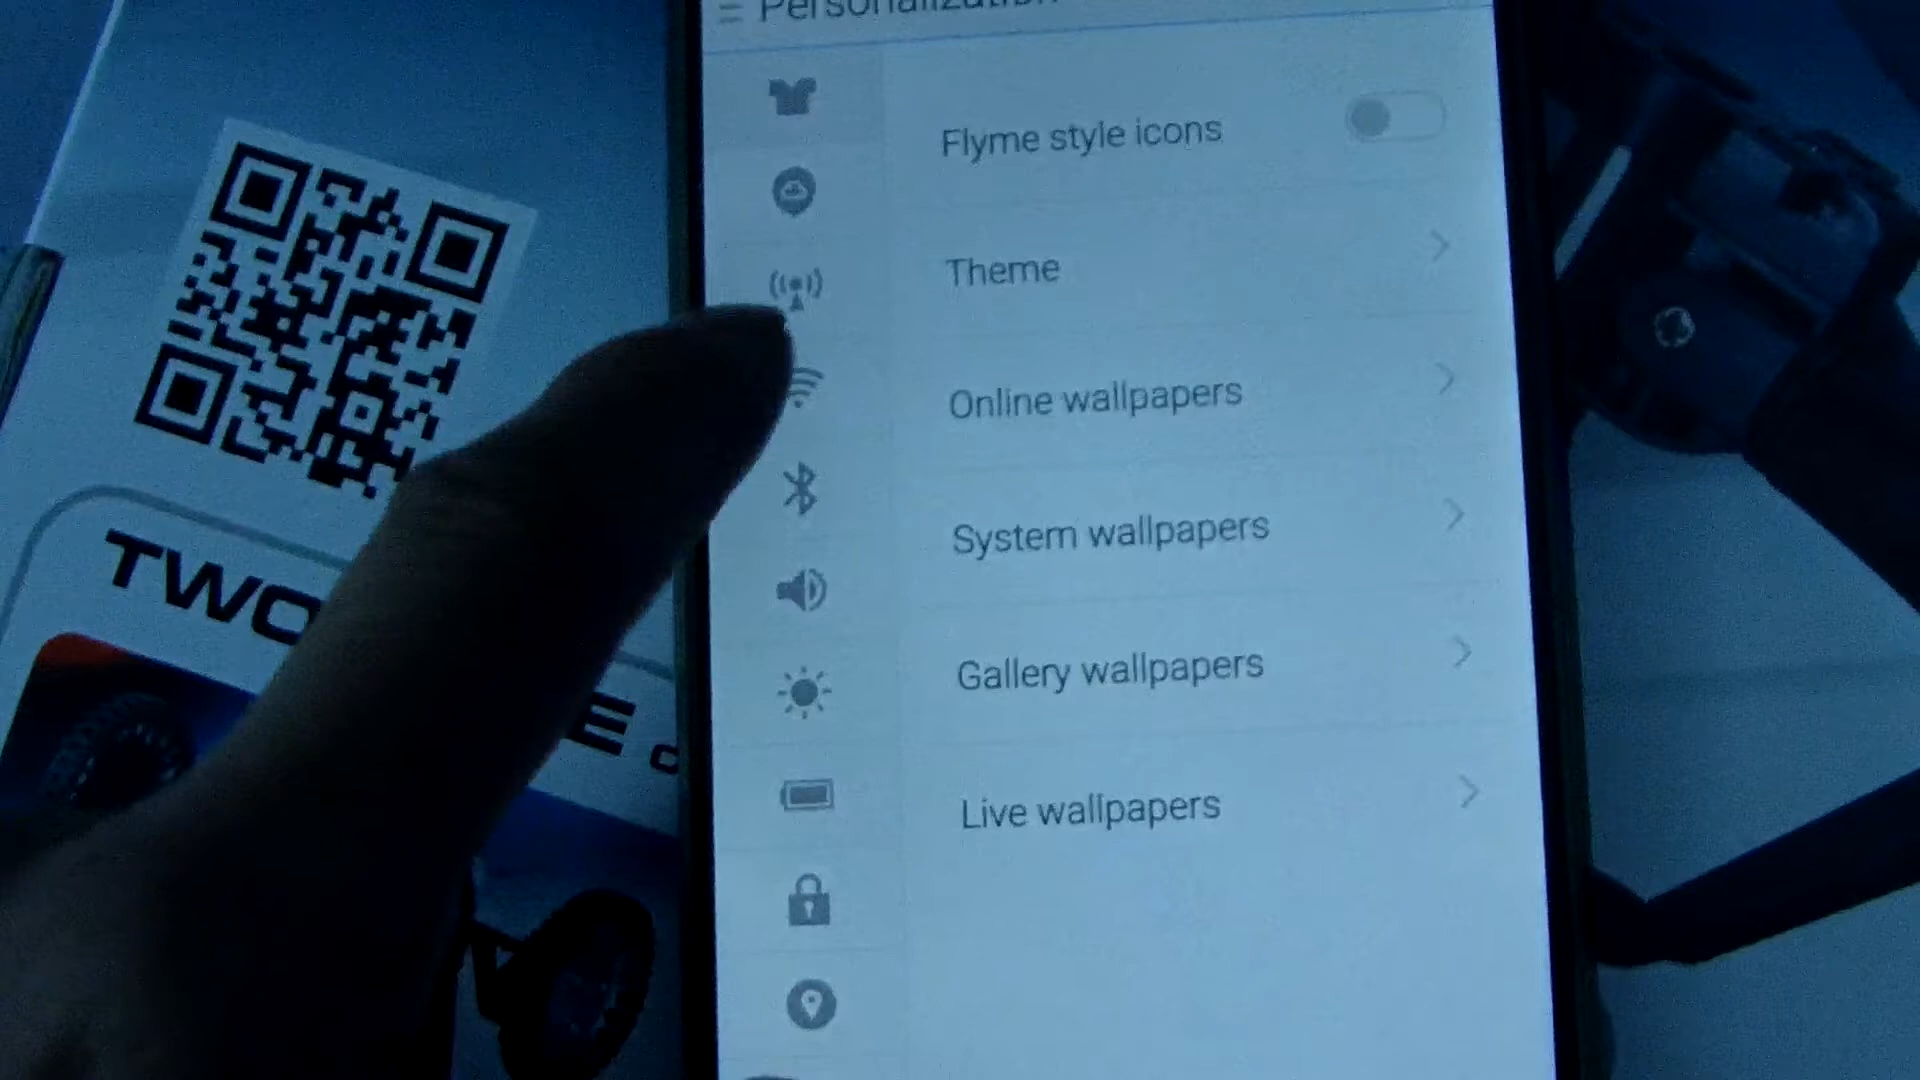 Personalization
Flyme style icons
Theme
Online wallpapers
System wallpapers
Gallery wallpapers
Live wallpapers
TWO
E